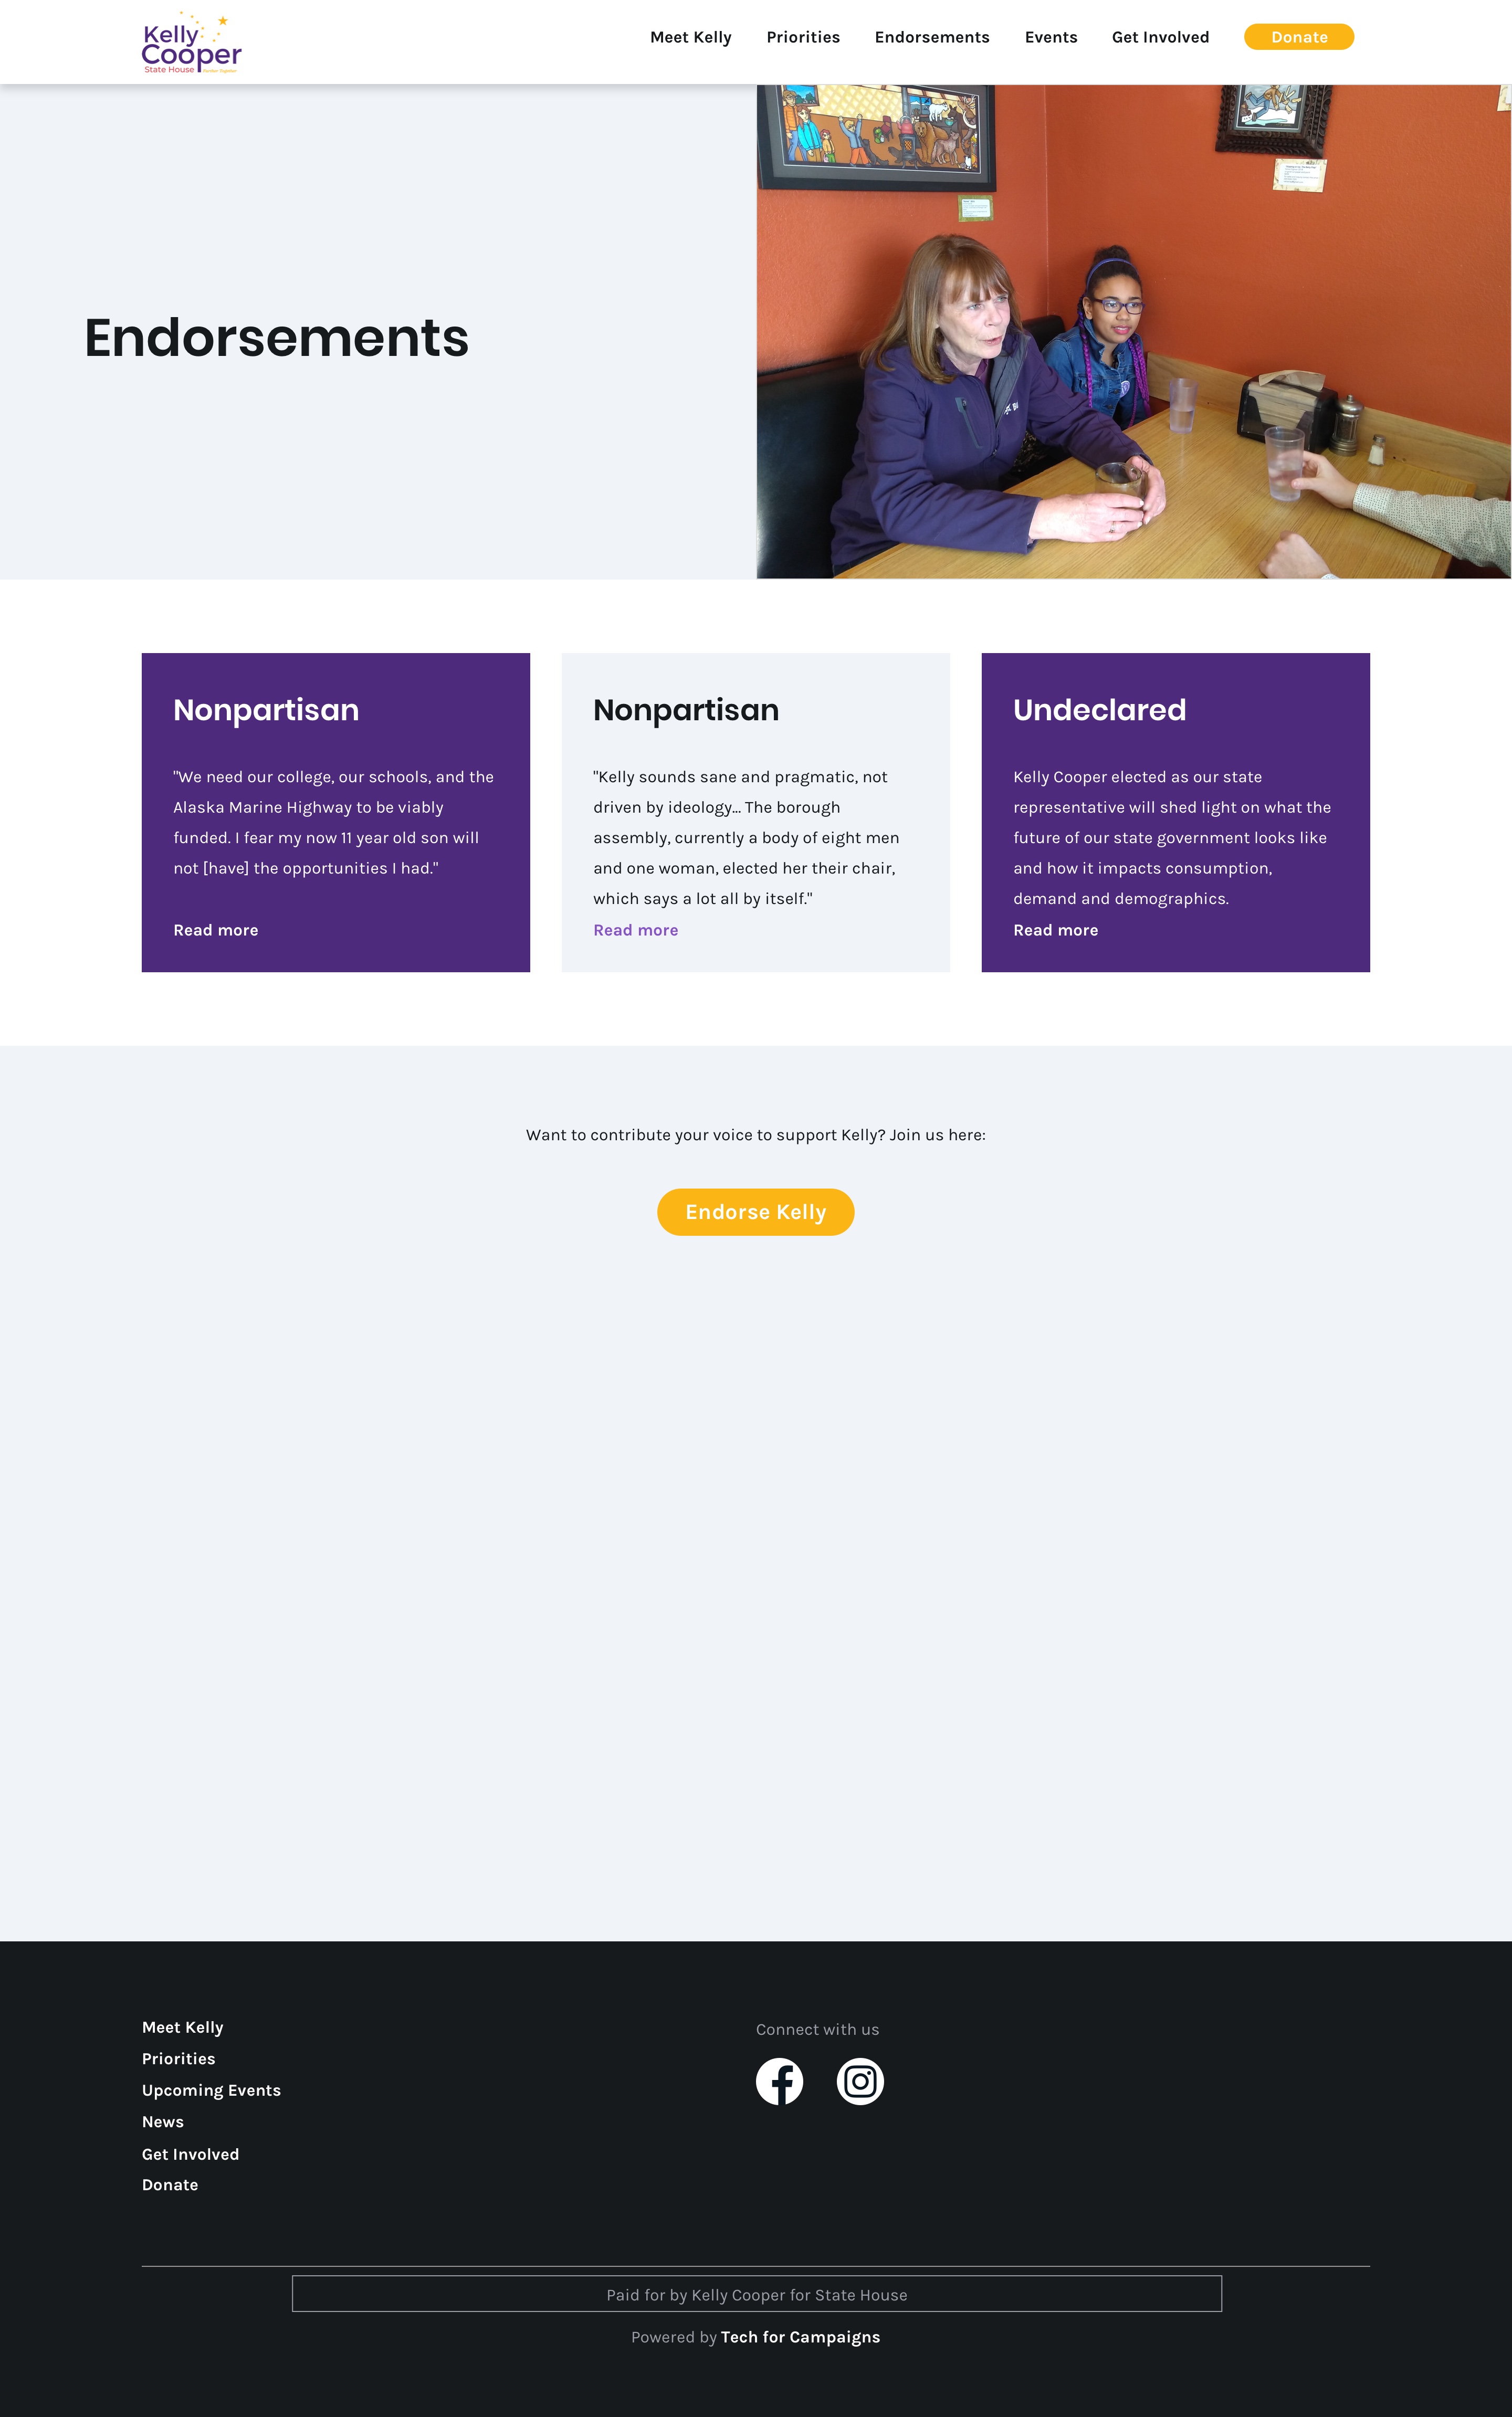 Kelly
Cooper
State House
Meet Kelly
Priorities
Endorsements
Events
Get Involved
Donate
Endorsements
Nonpartisan
"We need our college, our schools, and the
Alaska Marine Highway to be viably
funded. I fear my now 11 year old son will
not [have] the opportunities I had."
Read more
Nonpartisan
"Kelly sounds sane and pragmatic, not
driven by ideology... The borough
assembly, currently a body of eight men
and one woman, elected her their chair,
which says a lot all by itself."
Read more
Undeclared
Kelly Cooper elected as our state
representative will shed light on what the
future of our state government looks like
and how it impacts consumption,
demand and demographics.
Read more
Want to contribute your voice to support Kelly? Join us here:
Endorse Kelly
Meet Kelly
Priorities
Upcoming Events
News
Get Involved
Donate
Connect with us
Paid for by Kelly Cooper for State House
Powered by Tech for Campaigns